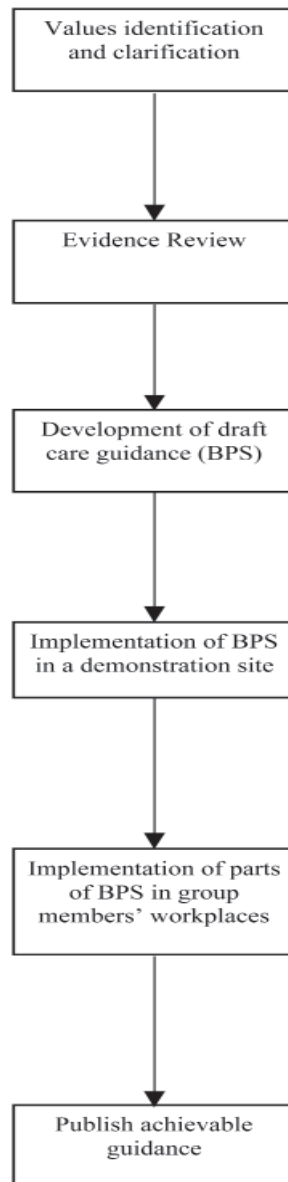 Values identification
and clarification
Evidence Review
Development of draft
care guidance (BPS)
Implementation of BPS
in a demonstration site
Implementation of parts
of BPS in group
members’ workplaces
Publish achievable
guidance